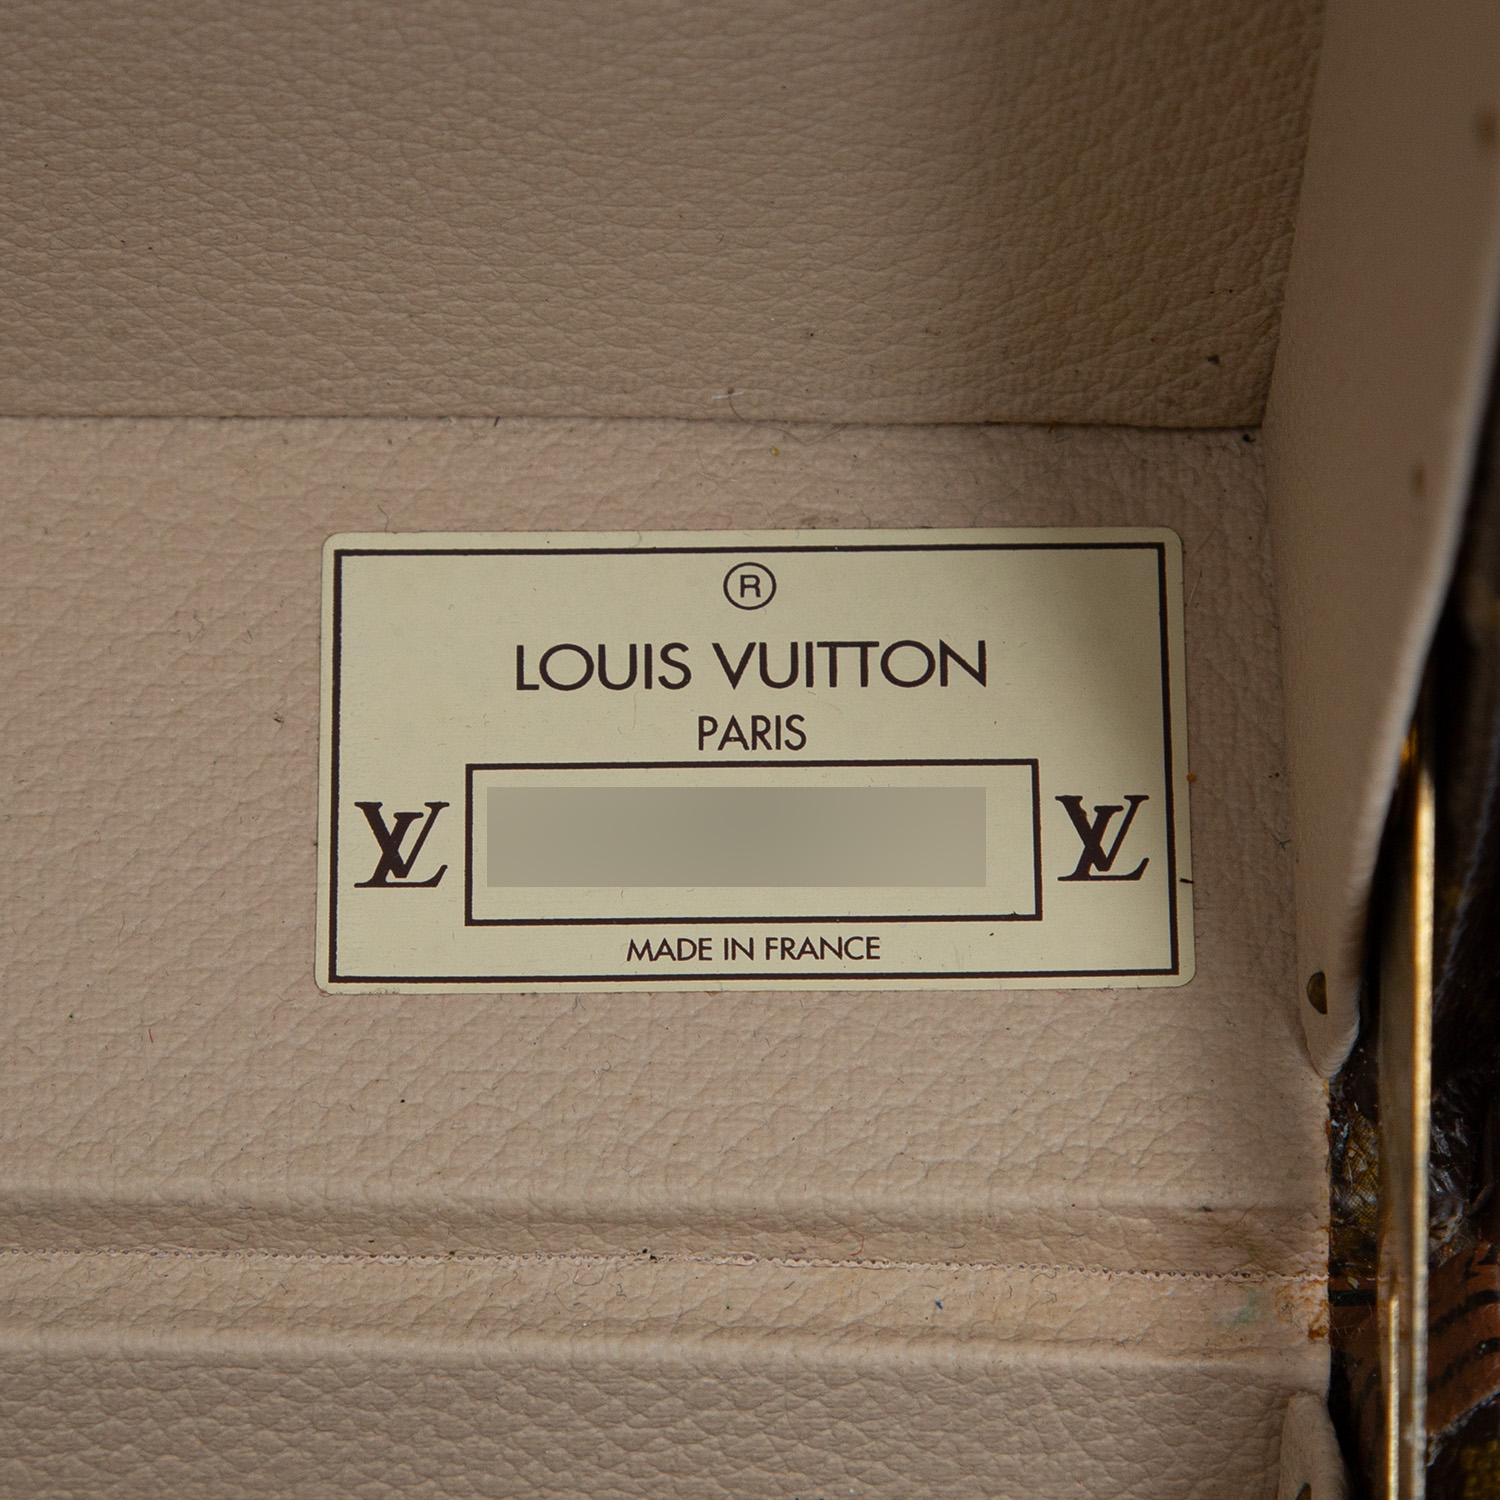 ®
LOUIS VUITTON
PARIS
LV LV
MADE IN FRANCE